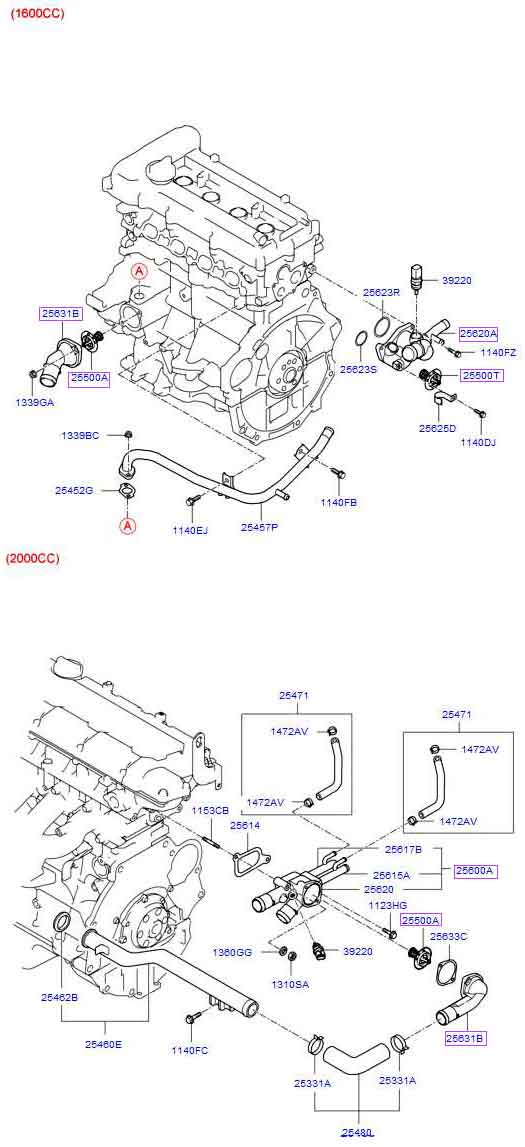 (1600CC)
A
39220
25623R
25631B
25620A
1140FZ
25623S
25500T
25500A
1339GA
25625D
1140DJ
1339BC
25452G
1140FB
A
1140EJ
25457P
(2000CC)
25471
25471
1472AV
1472AV
1472AV
1153CB
1472AV
25614
25617B
25615A
25600A
25620
1123HG
25500A
25633C
1360GG
39220
1310SA
25462B
25460E
25631B
1140FC
25331A
25331A
25480